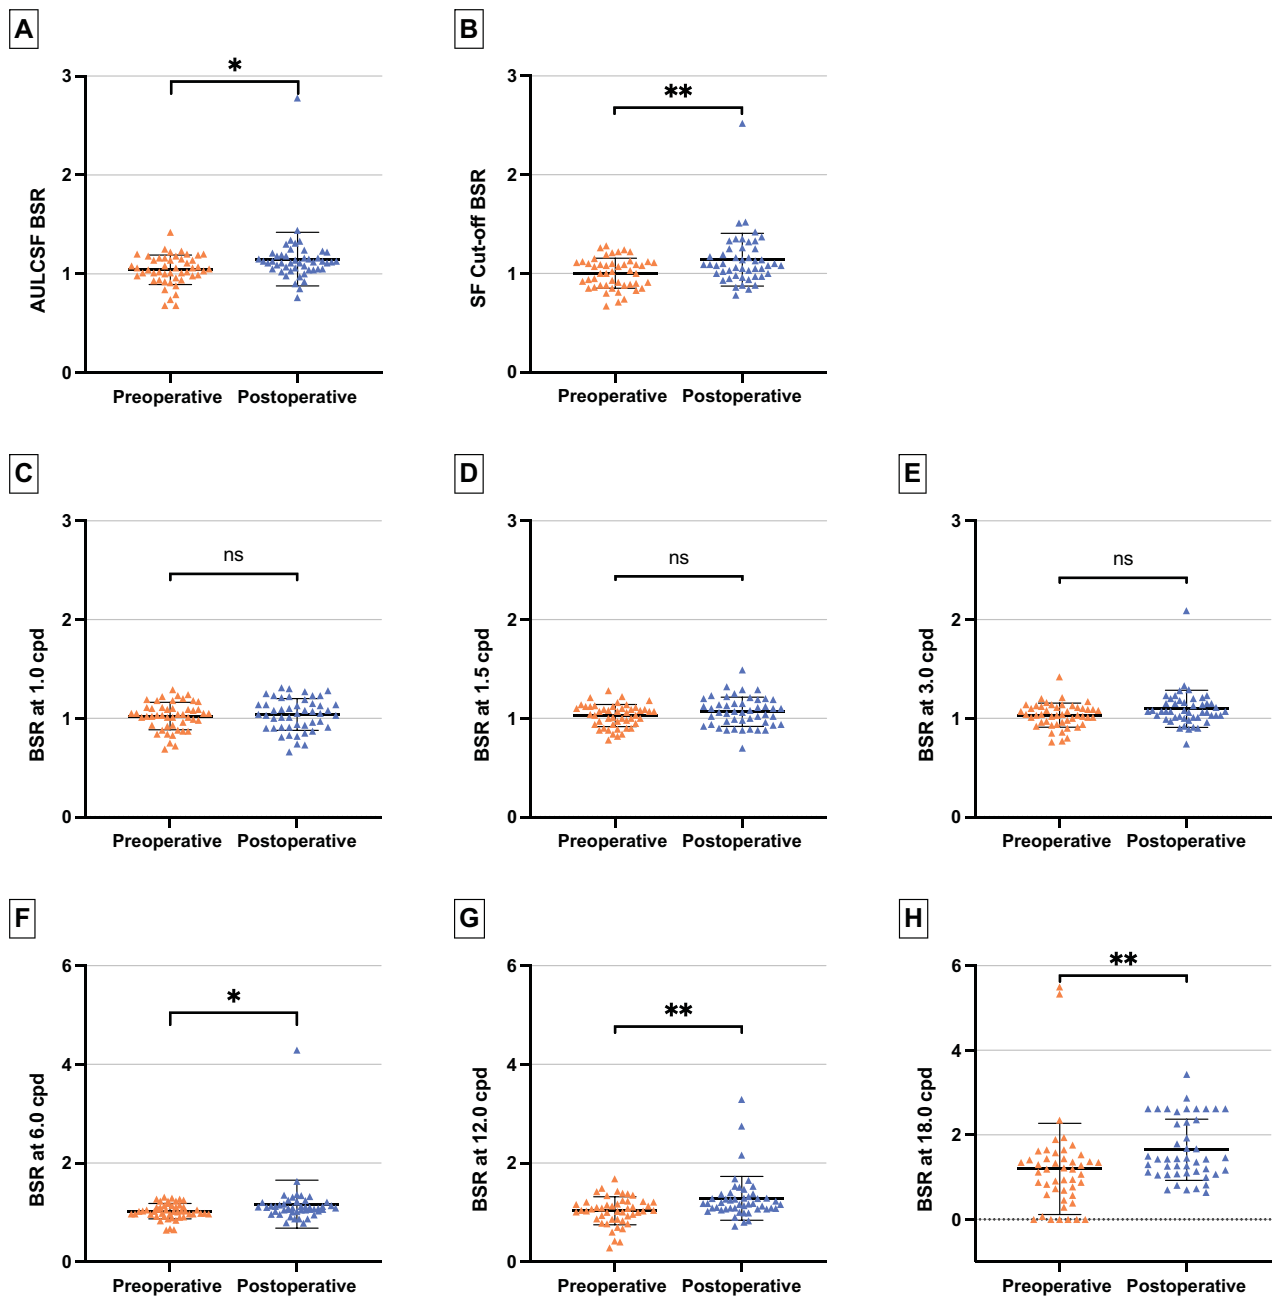 A
B
*
**
3
2
1
0
AULCSF BSR
Preoperative Postoperative
3
2
1
0
SF Cut-off BSR
Preoperative Postoperative
C
D
E
ns
ns
ns
3
2
1
0
BSR at 1.0 cpd
Preoperative Postoperative
3
2
1
0
BSR at 1.5 cpd
Preoperative Postoperative
3
2
1
0
BSR at 3.0 cpd
Preoperative Postoperative
F
G
H
*
**
**
6
4
2
0
BSR at 6.0 cpd
Preoperative Postoperative
6
4
2
0
BSR at 12.0 cpd
Preoperative Postoperative
6
4
2
0
BSR at 18.0 cpd
Preoperative Postoperative